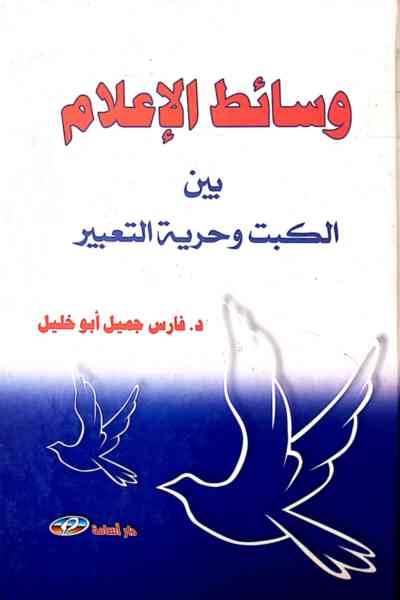 وسائط الإعلام
بين
الكبت وحرية التعبير
د. فارس جميل أبو خليل
دار أسامة